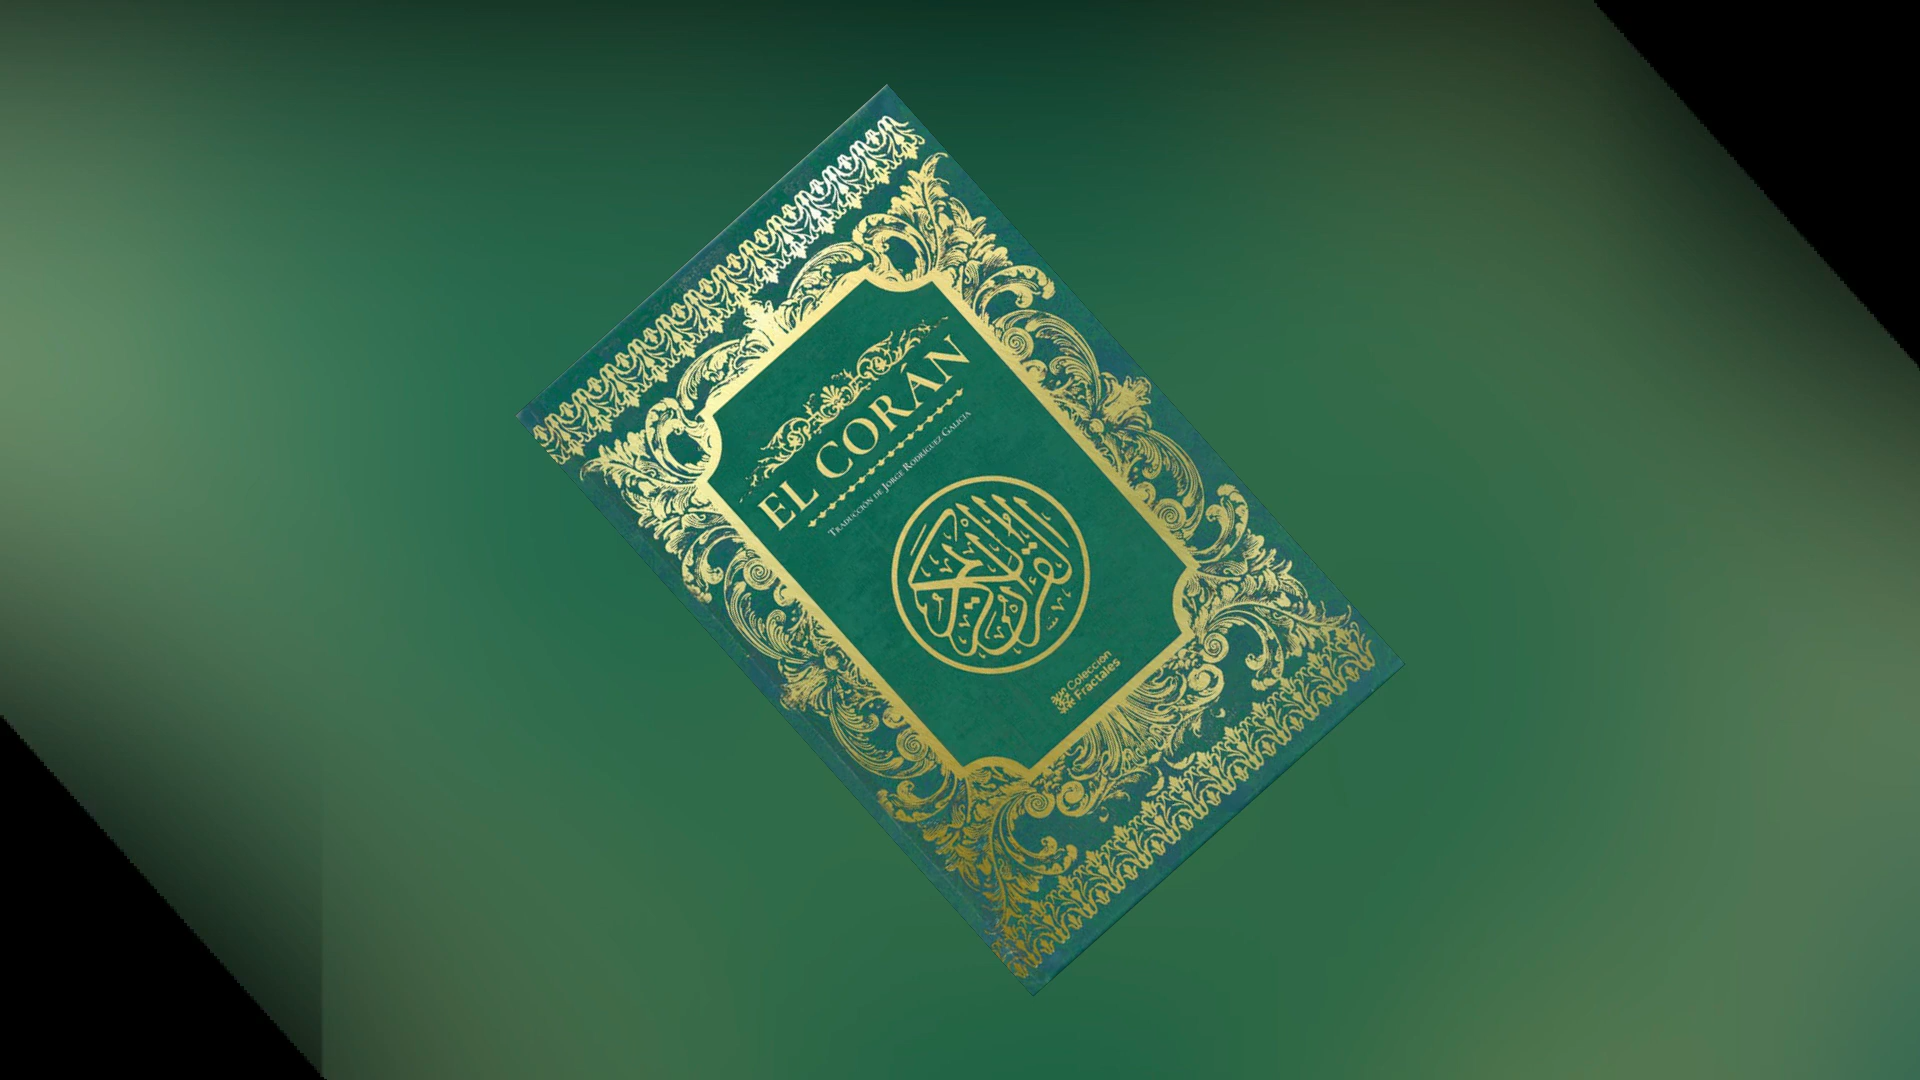 EL CORÁN
TRADUCCIÓN DE JORGE RODRÍGUEZ GALICIA
القرآن الكريم
Colección
Fractales